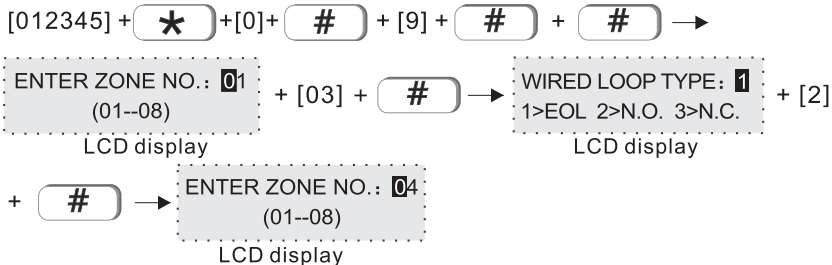 [012345] + * +[0]+ # + [9] + # + # →
ENTER ZONE NO.: 01
(01--08)
LCD display
+ [03] + # →
WIRED LOOP TYPE: 1
1>EOL 2>N.O. 3>N.C.
LCD display
+ [2]
+ # →
ENTER ZONE NO.: 04
(01--08)
LCD display